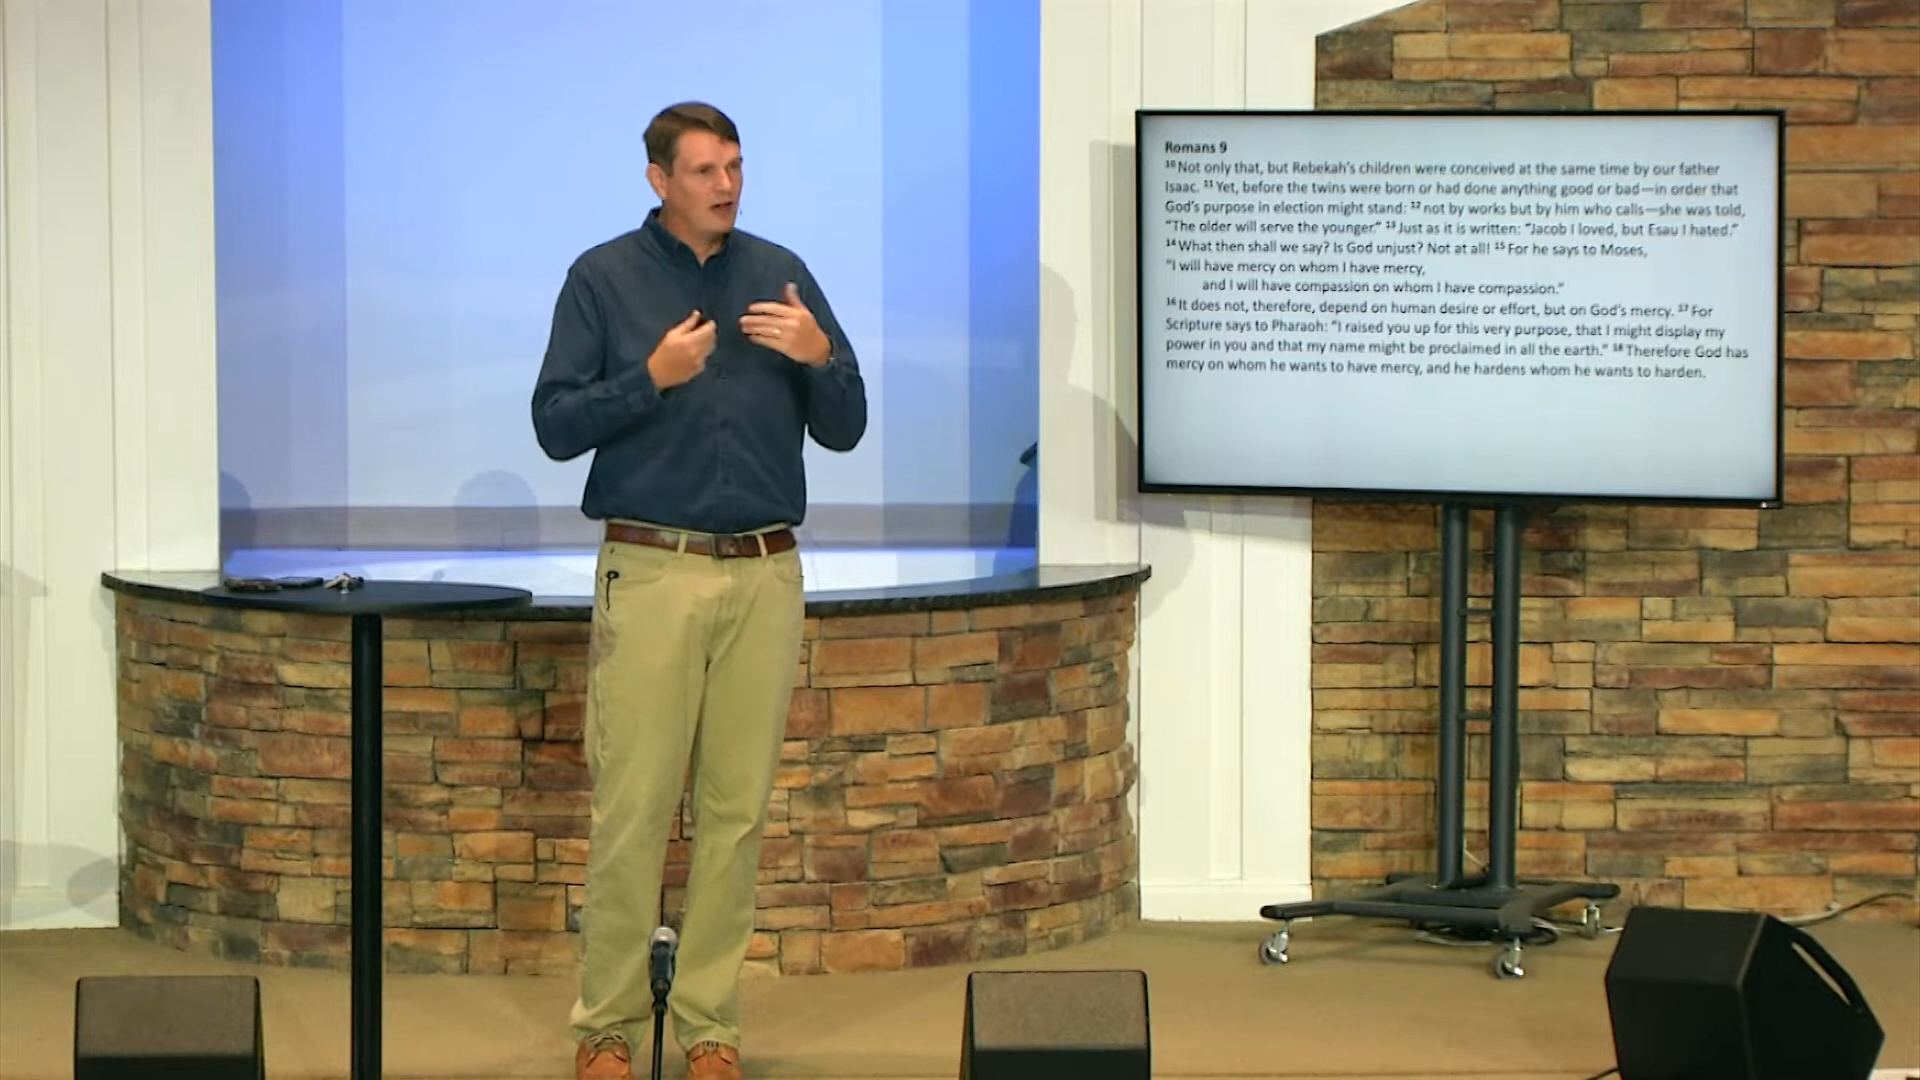 Romans 9
¹⁰ Not only that, but Rebekah's children were conceived at the same time by our father
Isaac. ¹¹ Yet, before the twins were born or had done anything good or bad—in order that
God's purpose in election might stand: ¹² not by works but by him who calls—she was told,
"The older will serve the younger." ¹³ Just as it is written: "Jacob I loved, but Esau I hated."
¹⁴ What then shall we say? Is God unjust? Not at all! ¹⁵ For he says to Moses,
"I will have mercy on whom I have mercy,
and I will have compassion on whom I have compassion."
¹⁶ It does not, therefore, depend on human desire or effort, but on God's mercy. ¹⁷ For
Scripture says to Pharaoh: "I raised you up for this very purpose, that I might display my
power in you and that my name might be proclaimed in all the earth." ¹⁸ Therefore God has
mercy on whom he wants to have mercy, and he hardens whom he wants to harden.